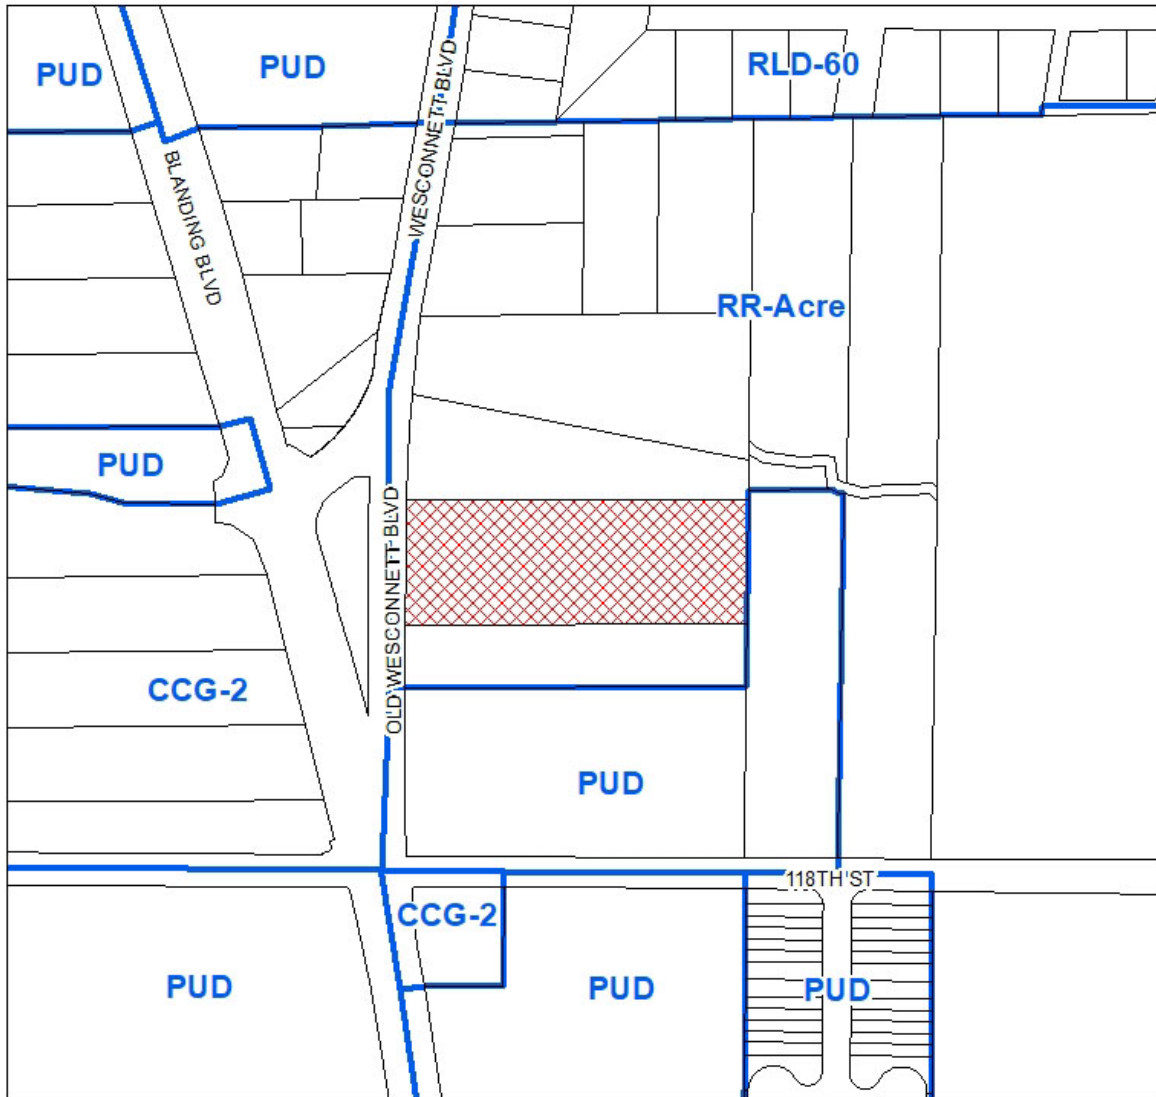 PUD
PUD
RLD-60
WESCONNETT BLVD
BLANDING BLVD
RR-Acre
PUD
OLD WESCONNETT BLVD
CCG-2
PUD
118TH ST
CCG-2
PUD
PUD
PUD